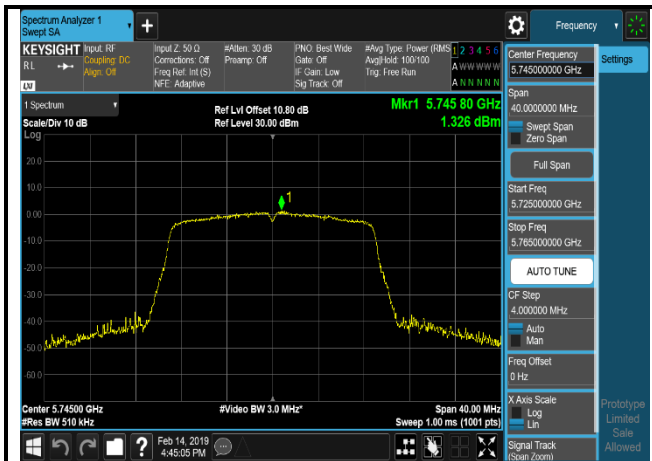 Spectrum Analyzer 1
Swept SA
+
Frequency
KEYSIGHT
RL
LXI
Input: RF
Coupling: DC
Align: Off
Input Z: 50 Ω
Corrections: Off
Freq Ref: Int (S)
NFE: Adaptive
#Atten: 30 dB
Preamp: Off
PNO: Best Wide
Gate: Off
IF Gain: Low
Sig Track: Off
#Avg Type: Power (RMS
Avg|Hold: 100/100
Trig: Free Run
1 2 3 4 5 6
A W W W W W
A N N N N N
1 Spectrum
Scale/Div 10 dB
Log
Ref Lvl Offset 10.80 dB
Ref Level 30.00 dBm
Mkr1 5.745 80 GHz
1.326 dBm
1
20.0
10.0
0.00
-10.0
-20.0
-30.0
-40.0
-50.0
-60.0
Center 5.74500 GHz
#Res BW 510 kHz
#Video BW 3.0 MHz*
Span 40.00 MHz
Sweep 1.00 ms (1001 pts)
?
Feb 14, 2019
4:45:05 PM
Center Frequency
5.745000000 GHz
Span
40.0000000 MHz
Swept Span
Zero Span
Full Span
Start Freq
5.725000000 GHz
Stop Freq
5.765000000 GHz
AUTO TUNE
CF Step
4.000000 MHz
Auto
Man
Freq Offset
0 Hz
X Axis Scale
Log
Lin
Signal Track
(Span Zoom)
Settings
Prototype
Limited
Sale
Allowed